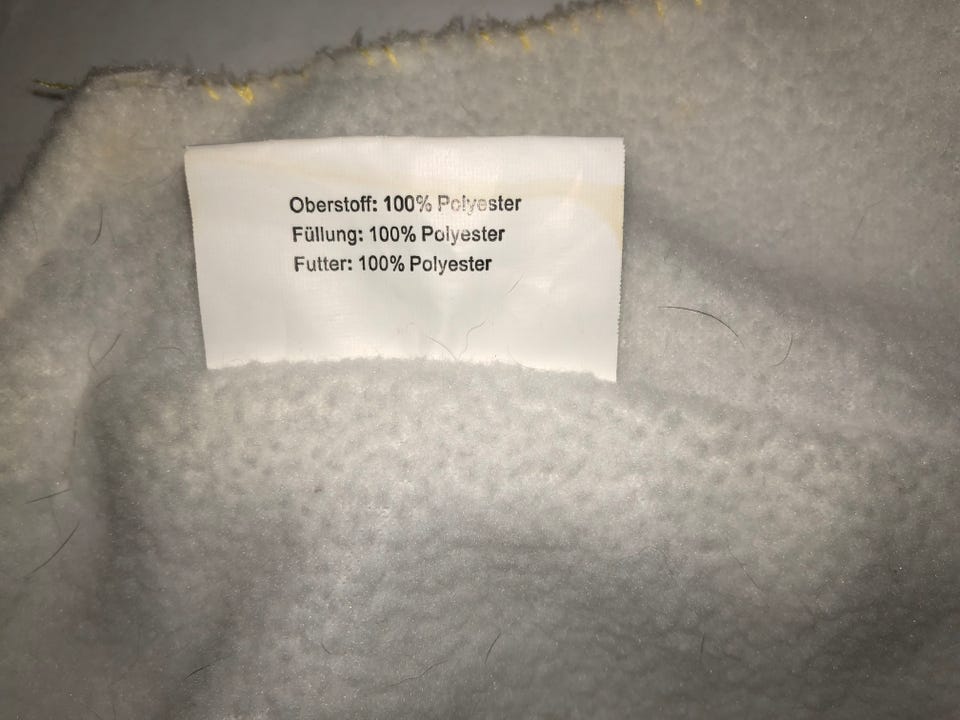 Oberstoff: 100% Polyester
Füllung: 100% Polyester
Futter: 100% Polyester